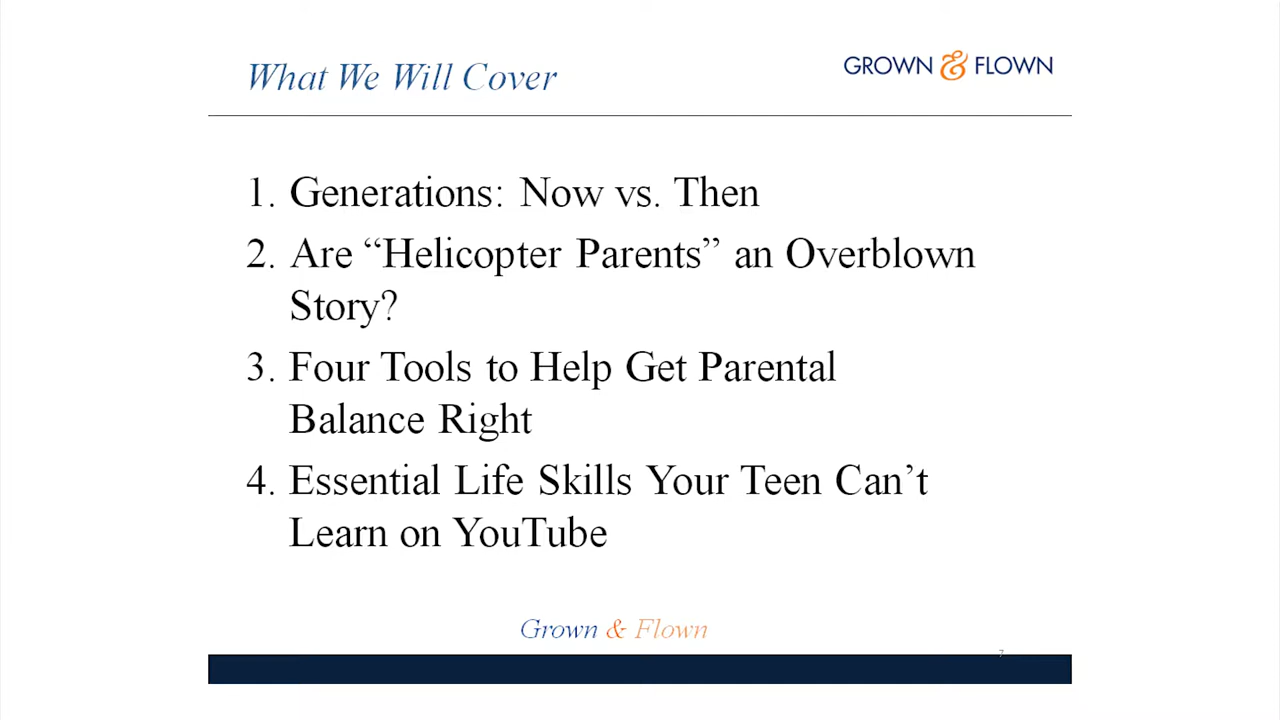 What We Will Cover
GROWN & FLOWN
1. Generations: Now vs. Then
2. Are “Helicopter Parents” an Overblown
Story?
3. Four Tools to Help Get Parental
Balance Right
4. Essential Life Skills Your Teen Can’t
Learn on YouTube
Grown & Flown